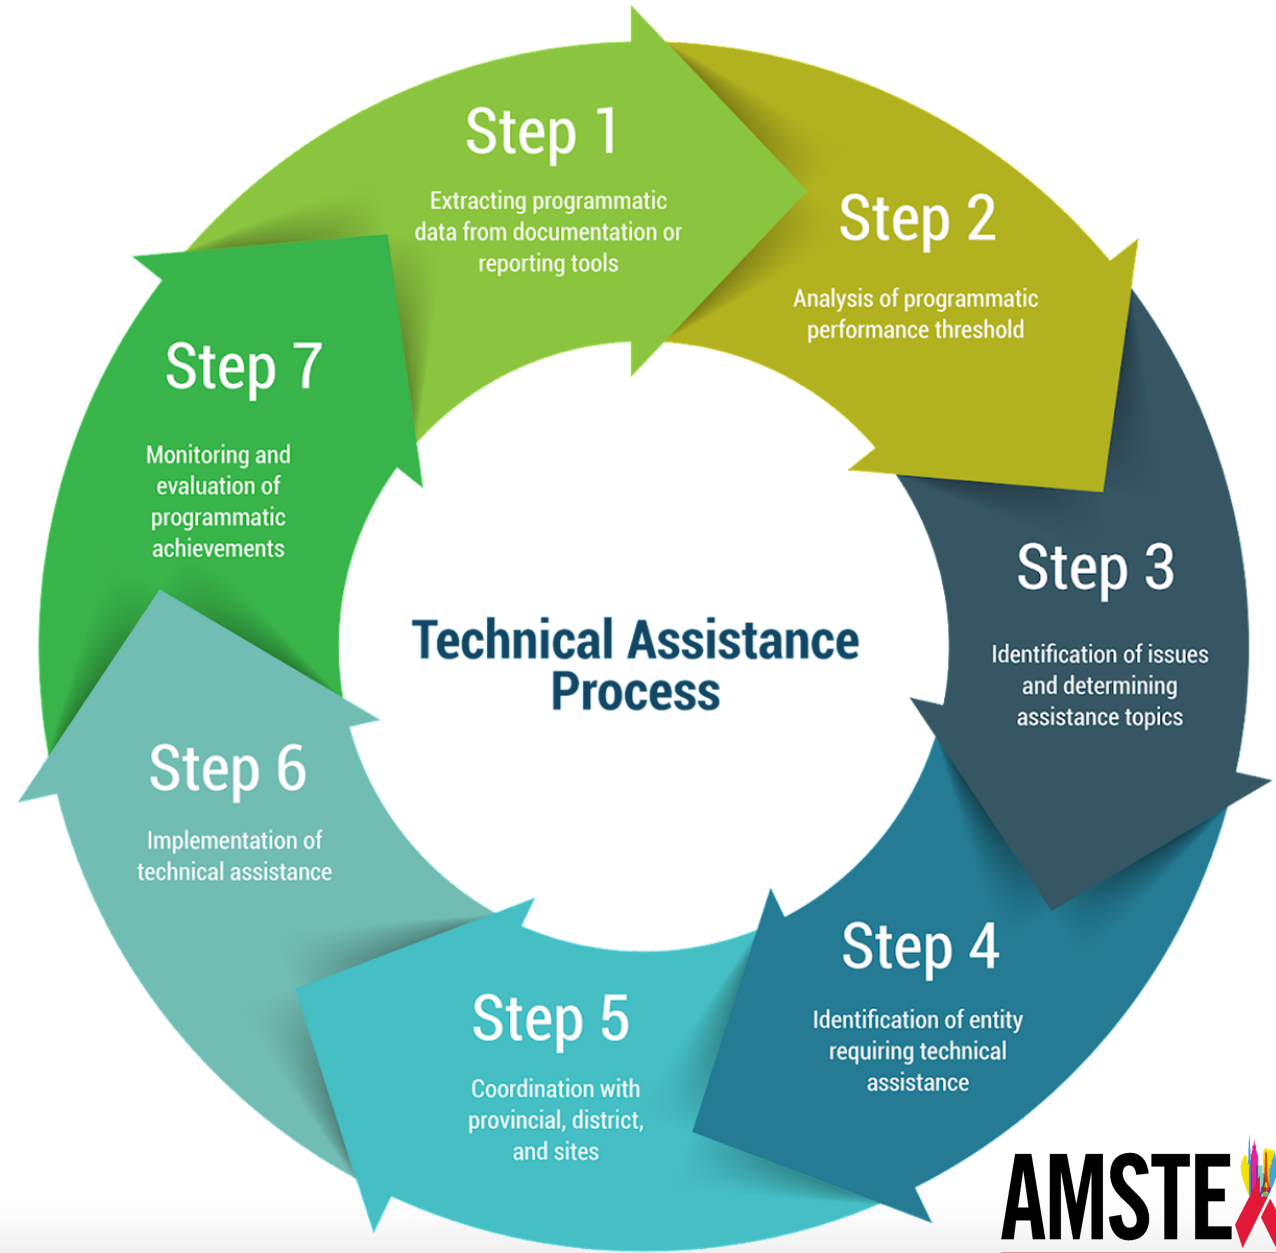 Step 1
Extracting programmatic
data from documentation or
reporting tools
Step 2
Analysis of programmatic
performance threshold
Step 3
Identification of issues
and determining
assistance topics
Step 4
Identification of entity
requiring technical
assistance
Step 5
Coordination with
provincial, district,
and sites
Step 6
Implementation of
technical assistance
Step 7
Monitoring and
evaluation of
programmatic
achievements
Technical Assistance
Process
AMSTE